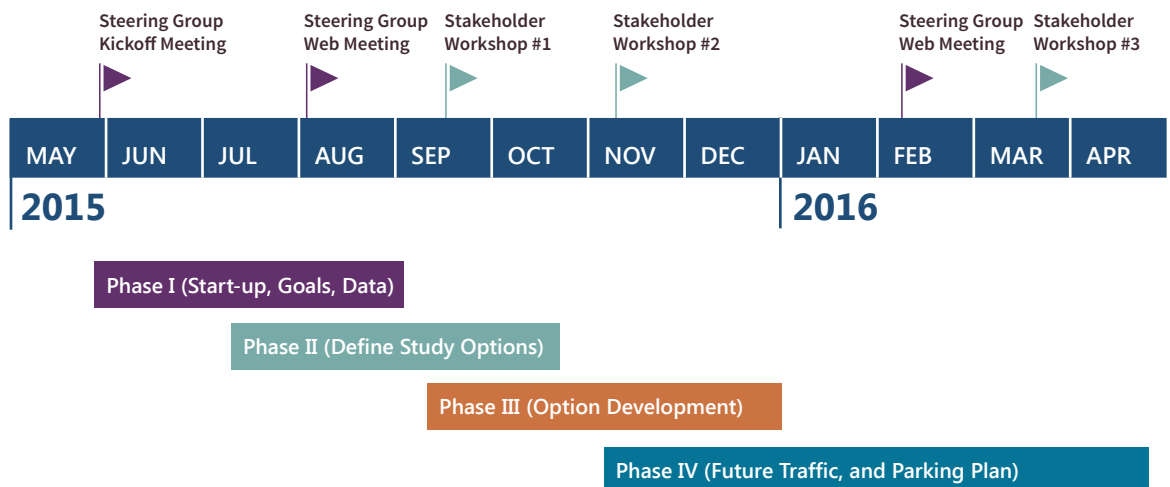 Steering Group
Kickoff Meeting
Steering Group
Web Meeting
Stakeholder
Workshop #1
Stakeholder
Workshop #2
Steering Group
Web Meeting
Stakeholder
Workshop #3
MAY JUN JUL AUG SEP OCT NOV DEC JAN FEB MAR APR
2015 2016
Phase I (Start-up, Goals, Data)
Phase II (Define Study Options)
Phase III (Option Development)
Phase IV (Future Traffic, and Parking Plan)